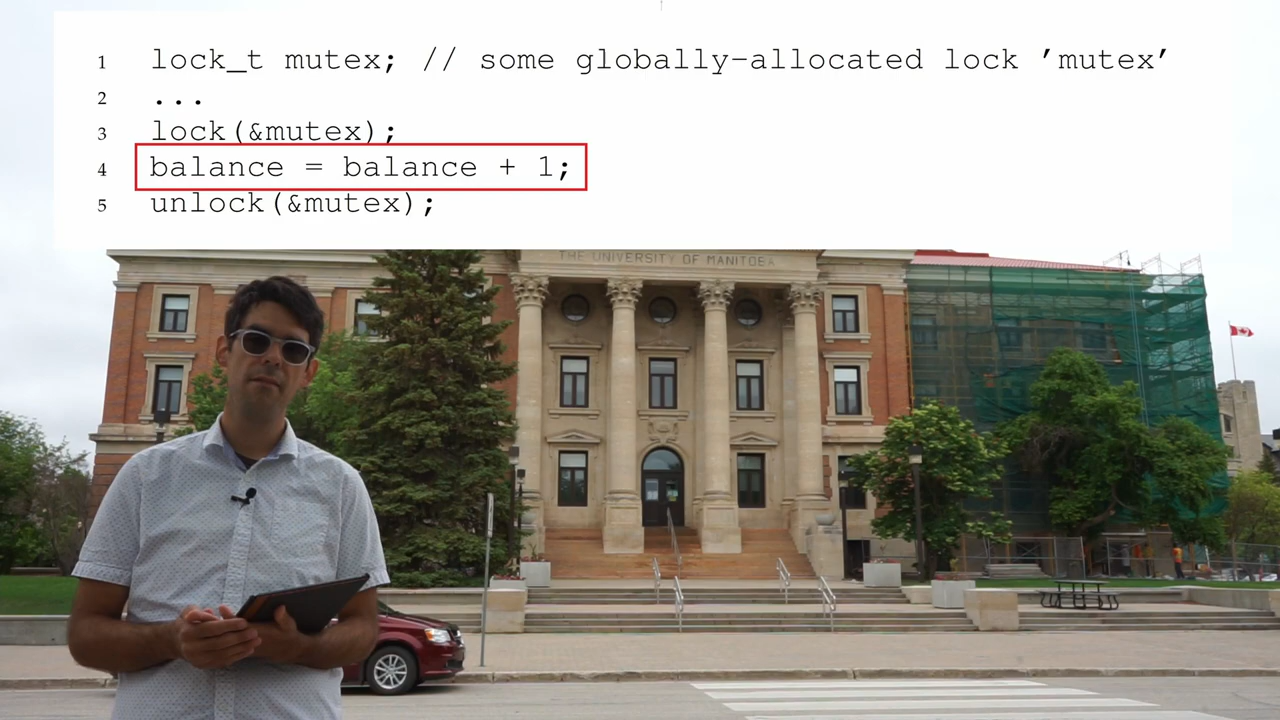 1 lock_t mutex; // some globally-allocated lock ’mutex’
2 ...
3 lock(&mutex);
4 balance = balance + 1;
5 unlock(&mutex);
THE UNIVERSITY OF MANITOBA